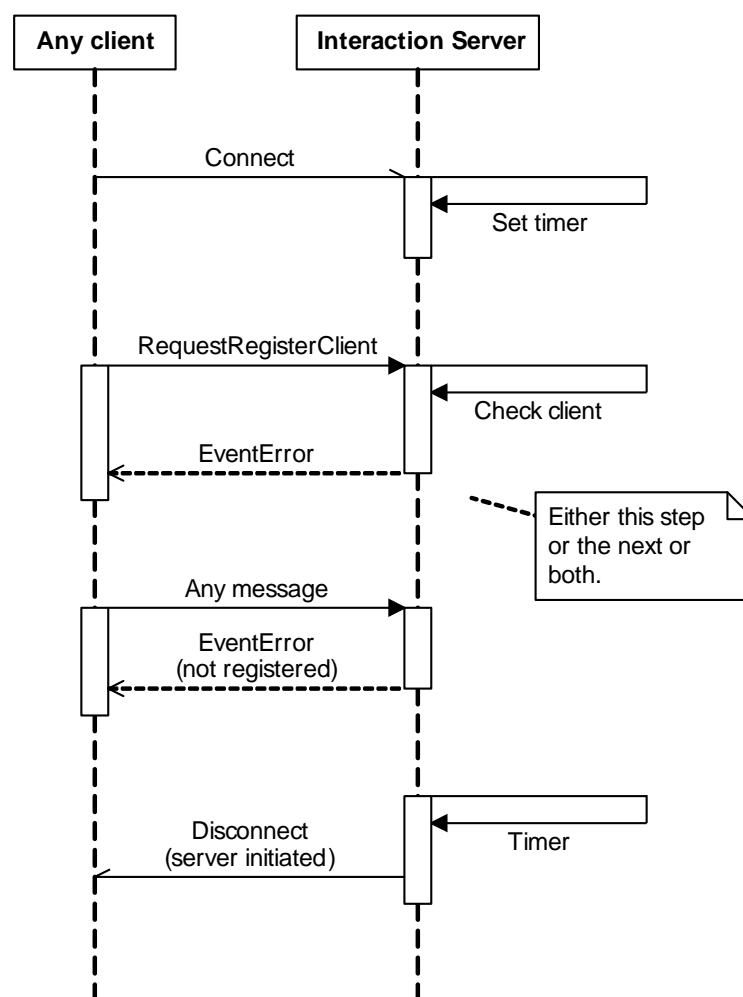 Any client
Interaction Server
Connect
Set timer
RequestRegisterClient
Check client
EventError
Either this step
or the next or
both.
Any message
EventError
(not registered)
Disconnect
(server initiated)
Timer